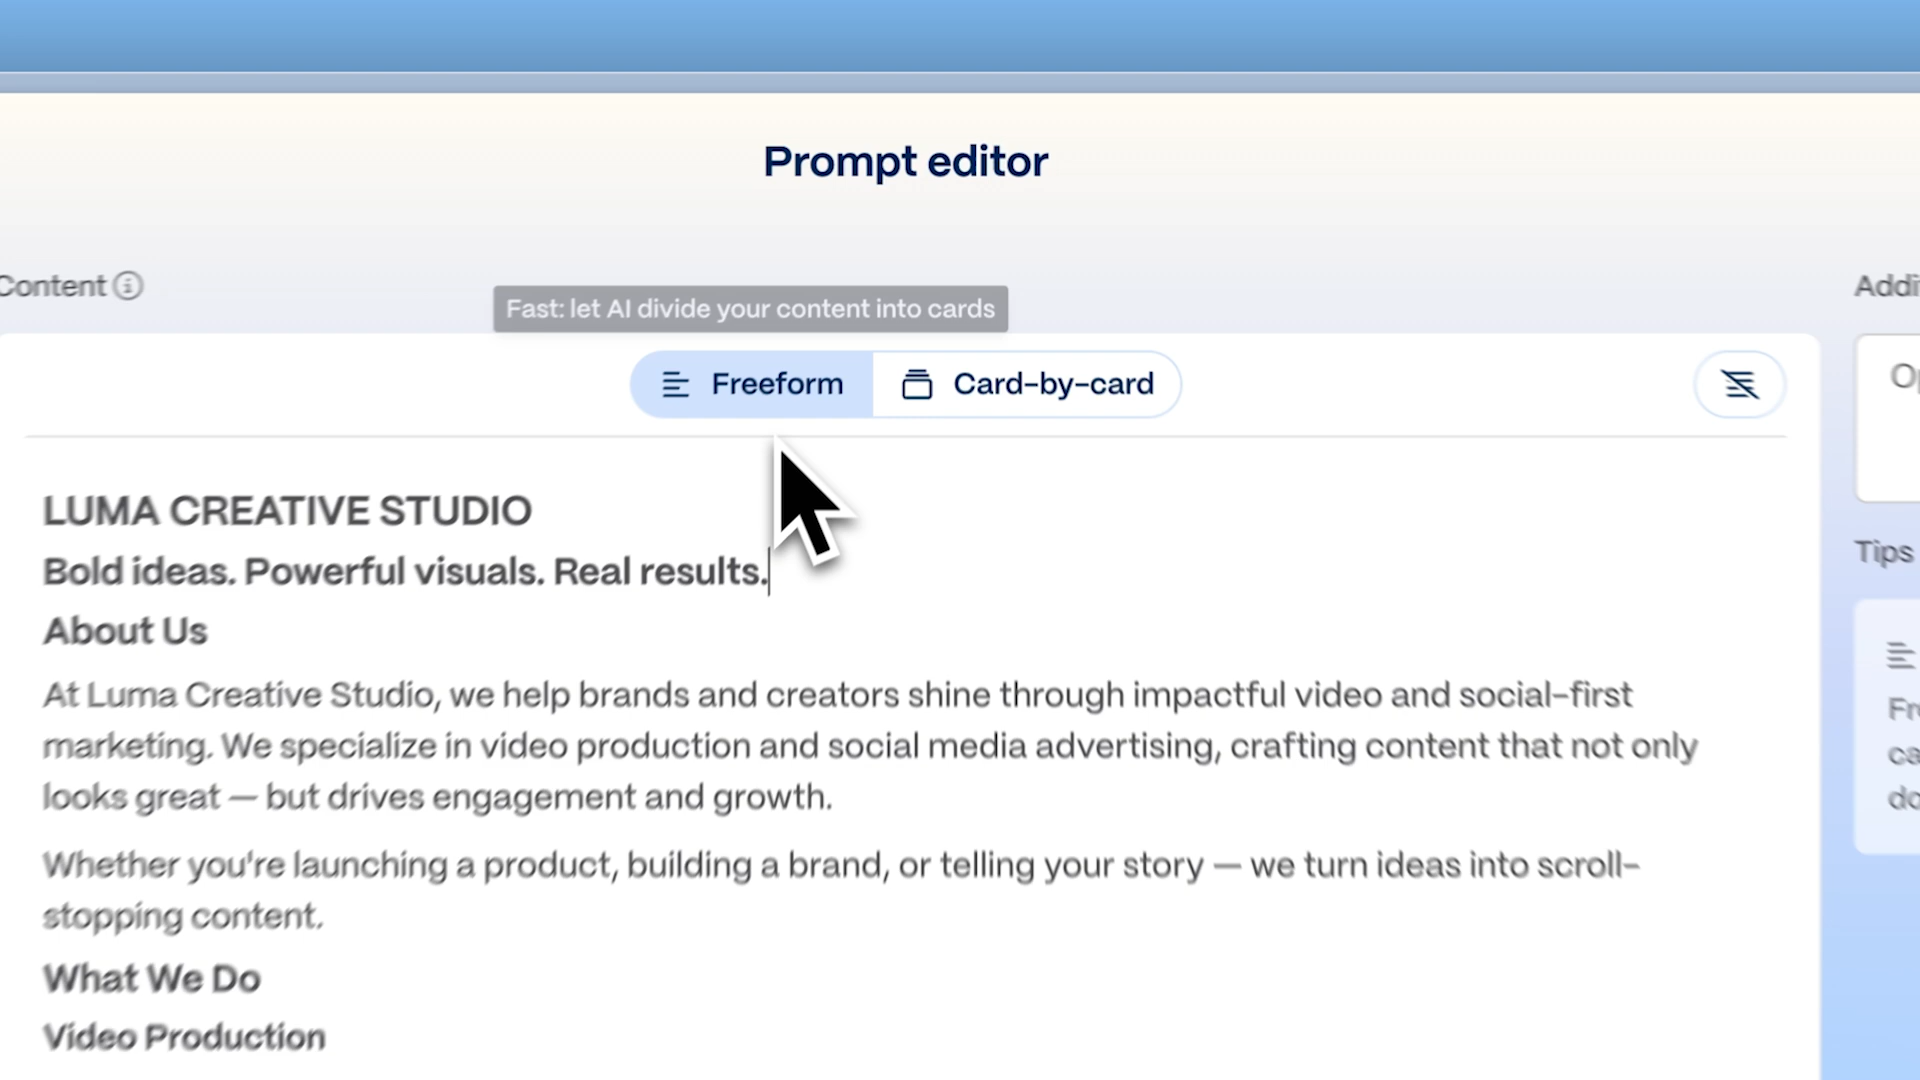 Prompt editor
Content
Fast: let AI divide your content into cards
Freeform
Card-by-card
LUMA CREATIVE STUDIO
Bold ideas. Powerful visuals. Real results.
About Us
At Luma Creative Studio, we help brands and creators shine through impactful video and social-first
marketing. We specialize in video production and social media advertising, crafting content that not only
looks great — but drives engagement and growth.
Whether you're launching a product, building a brand, or telling your story — we turn ideas into scroll-
stopping content.
What We Do
Video Production
Tips